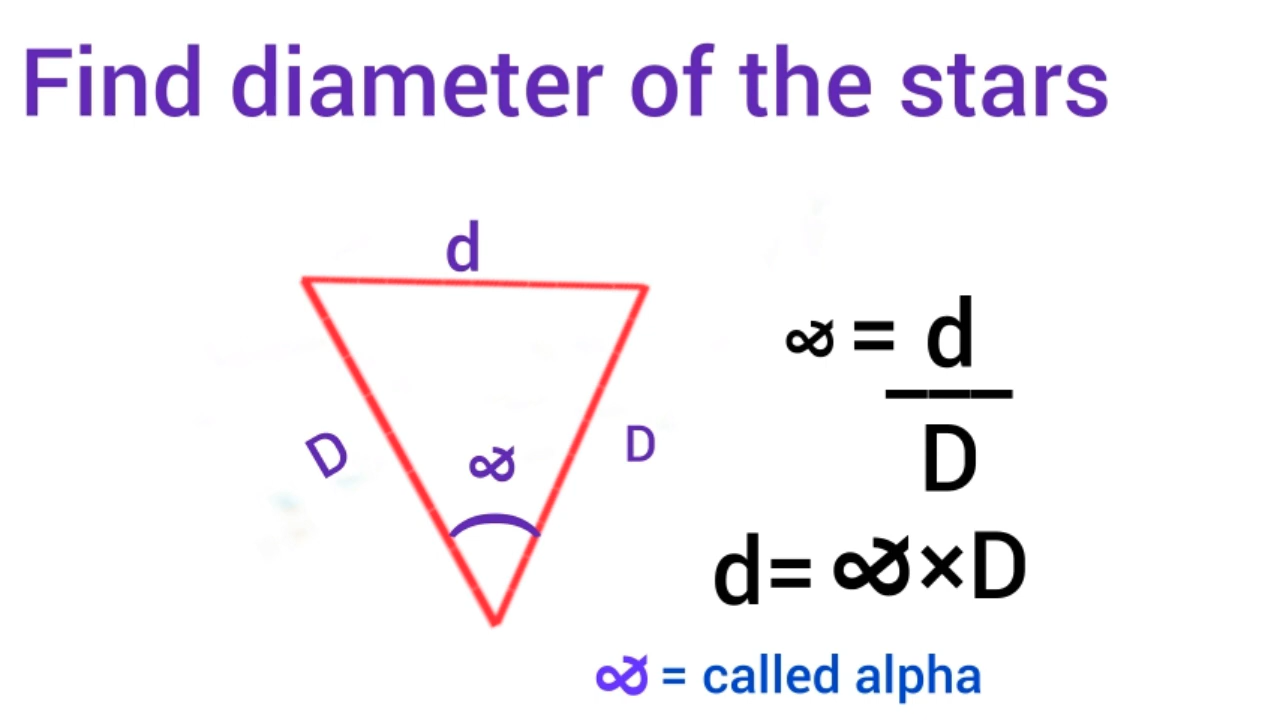 Find diameter of the stars
d
D
&
D
& = d
D
d= &×D
& = called alpha